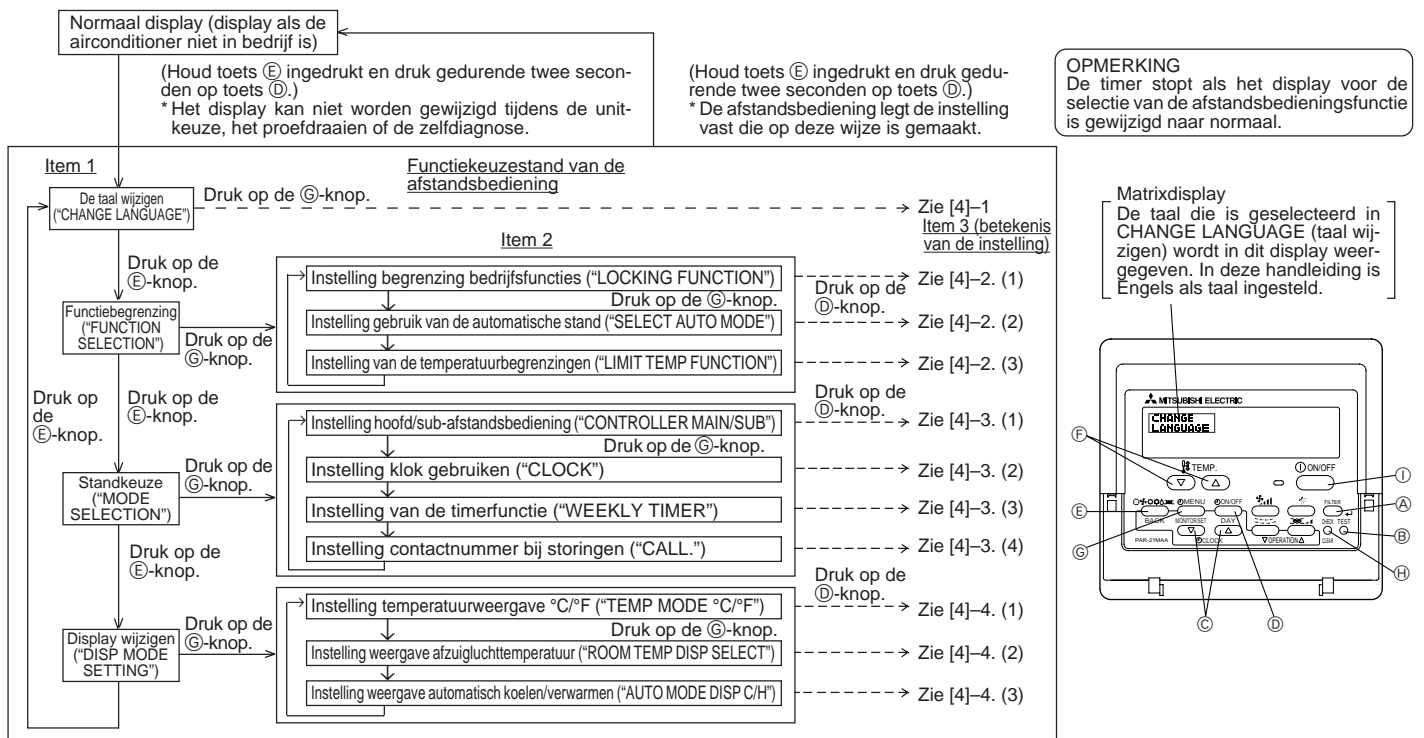 Normaal display (display als de
airconditioner niet in bedrijf is)
(Houd toets Ⓔ ingedrukt en druk gedurende twee secon-
den op toets Ⓓ.)
* Het display kan niet worden gewijzigd tijdens de unit-
keuze, het proefdraaien of de zelfdiagnose.
(Houd toets Ⓔ ingedrukt en druk gedu-
rende twee seconden op toets Ⓓ.)
* De afstandsbediening legt de instelling
vast die op deze wijze is gemaakt.
OPMERKING
De timer stopt als het display voor de
selectie van de afstandsbedieningsfunctie
is gewijzigd naar normaal.
Item 1
Functiekeuzestand van de
afstandsbediening
De taal wijzigen
("CHANGE LANGUAGE")
Druk op de Ⓖ-knop.
Zie [4]–1
Item 2
Item 3 (betekenis
van de instelling)
Druk op de
Ⓔ-knop.
Functiebegrenzing
("FUNCTION
SELECTION")
Druk op de
Ⓖ-knop.
Instelling begrenzing bedrijfsfuncties ("LOCKING FUNCTION")
Druk op de Ⓖ-knop.
Instelling gebruik van de automatische stand ("SELECT AUTO MODE")
Instelling van de temperatuurbegrenzingen ("LIMIT TEMP FUNCTION")
Druk op de
Ⓓ-knop.
Zie [4]–2. (1)
Zie [4]–2. (2)
Zie [4]–2. (3)
Druk op
de
Ⓔ-knop.
Druk op de
Ⓔ-knop.
Standkeuze
("MODE
SELECTION")
Druk op de
Ⓖ-knop.
Instelling hoofd/sub-afstandsbediening ("CONTROLLER MAIN/SUB")
Druk op de Ⓖ-knop.
Instelling klok gebruiken ("CLOCK")
Instelling van de timerfunctie ("WEEKLY TIMER")
Instelling contactnummer bij storingen ("CALL.")
Druk op de
Ⓓ-knop.
Zie [4]–3. (1)
Zie [4]–3. (2)
Zie [4]–3. (3)
Zie [4]–3. (4)
Druk op de
Ⓔ-knop.
Display wijzigen
("DISP MODE
SETTING")
Druk op de
Ⓖ-knop.
Instelling temperatuurweergave °C/°F ("TEMP MODE °C/°F")
Druk op de Ⓖ-knop.
Instelling weergave afzuigluchttemperatuur ("ROOM TEMP DISP SELECT")
Instelling weergave automatisch koelen/verwarmen ("AUTO MODE DISP C/H")
Druk op de
Ⓓ-knop.
Zie [4]–4. (1)
Zie [4]–4. (2)
Zie [4]–4. (3)
Matrixdisplay
De taal die is geselecteerd in
CHANGE LANGUAGE (taal wij-
zigen) wordt in dit display weer-
gegeven. In deze handleiding is
Engels als taal ingesteld.
MITSUBISHI ELECTRIC
CHANGE
LANGUAGE
Ⓕ
TEMP.
ON/OFF
Ⓘ
MENU
ON/OFF
FILTER
Ⓐ
Ⓔ
BACK
MONITOR/SET
DAY
CHECK
TEST
Ⓑ
Ⓖ
PAR-21MAA
CLOCK
OPERATION
CLEAR
Ⓗ
Ⓒ
Ⓓ